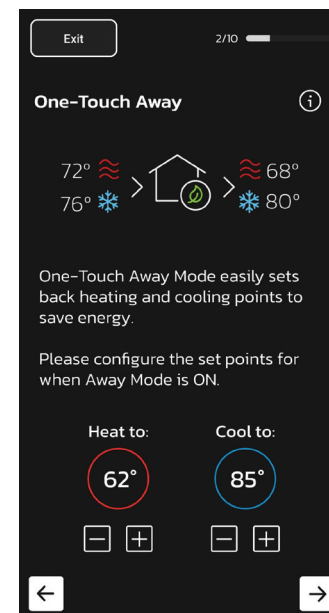 Exit
2/10
One-Touch Away
72° 68°
76° 80°
One-Touch Away Mode easily sets
back heating and cooling points to
save energy.
Please configure the set points for
when Away Mode is ON.
Heat to: Cool to:
62° 85°